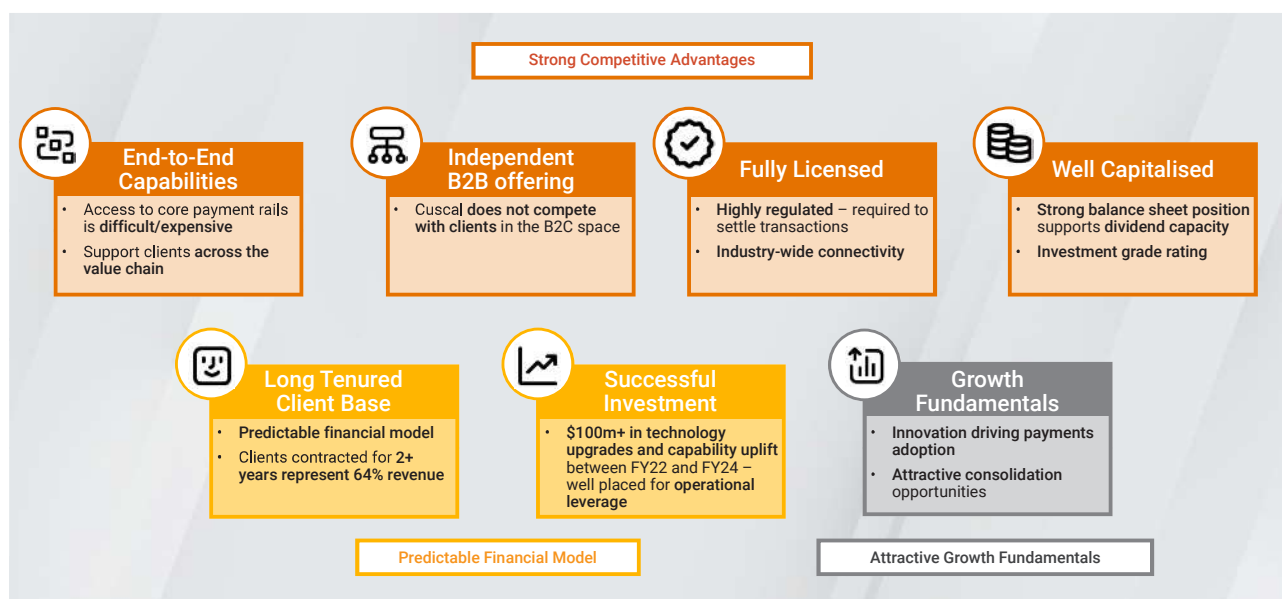 Strong Competitive Advantages
End-to-End
Capabilities
• Access to core payment rails
is difficult/expensive
• Support clients across the
value chain
Independent
B2B offering
• Cuscal does not compete
with clients in the B2C space
Fully Licensed
• Highly regulated – required to
settle transactions
• Industry-wide connectivity
Well Capitalised
• Strong balance sheet position
supports dividend capacity
• Investment grade rating
Long Tenured
Client Base
• Predictable financial model
• Clients contracted for 2+
years represent 64% revenue
Successful
Investment
• $100m+ in technology
upgrades and capability uplift
between FY22 and FY24 –
well placed for operational
leverage
Growth
Fundamentals
• Innovation driving payments
adoption
• Attractive consolidation
opportunities
Predictable Financial Model
Attractive Growth Fundamentals